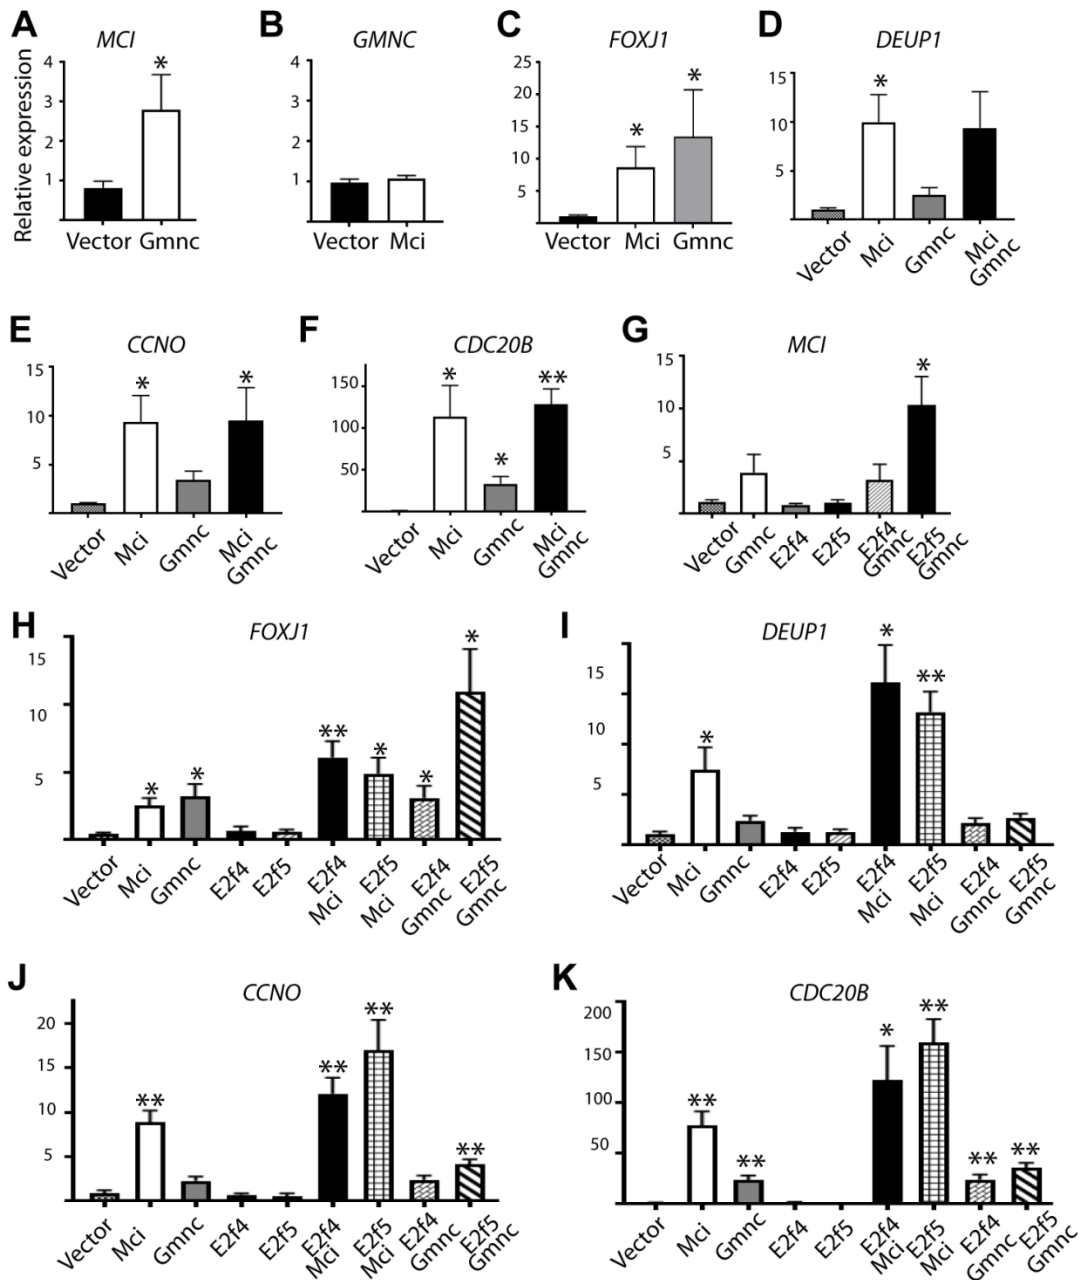 A
MCI
Relative expression
4
3
2
1
*
Vector Gmnc
B
GMNC
4
3
2
1
Vector Mci
C
FOXJ1
25
20
15
10
5
*
*
Vector Mci Gmnc
D
DEUP1
15
10
5
*
Vector
Mci
Gmnc
Mci
Gmnc
E
CCNO
15
10
5
*
*
Vector
Mci
Gmnc
Mci
Gmnc
F
CDC20B
150
100
50
*
*
**
Vector
Mci
Gmnc
Mci
Gmnc
G
MCI
15
10
5
*
Vector
Gmnc
E2f4
E2f5
E2f4
Gmnc
E2f5
Gmnc
H
FOXJ1
15
10
5
*
*
**
*
*
*
Vector
Mci
Gmnc
E2f4
E2f5
E2f4
Mci
E2f5
Mci
E2f4
Gmnc
E2f5
Gmnc
I
DEUP1
15
10
5
*
*
**
Vector
Mci
Gmnc
E2f4
E2f5
E2f4
Mci
E2f5
Mci
E2f4
Gmnc
E2f5
Gmnc
J
CCNO
20
15
10
5
**
**
**
**
Vector
Mci
Gmnc
E2f4
E2f5
E2f4
Mci
E2f5
Mci
E2f4
Gmnc
E2f5
Gmnc
K
CDC20B
200
150
100
50
**
**
*
**
**
**
Vector
Mci
Gmnc
E2f4
E2f5
E2f4
Mci
E2f5
Mci
E2f4
Gmnc
E2f5
Gmnc